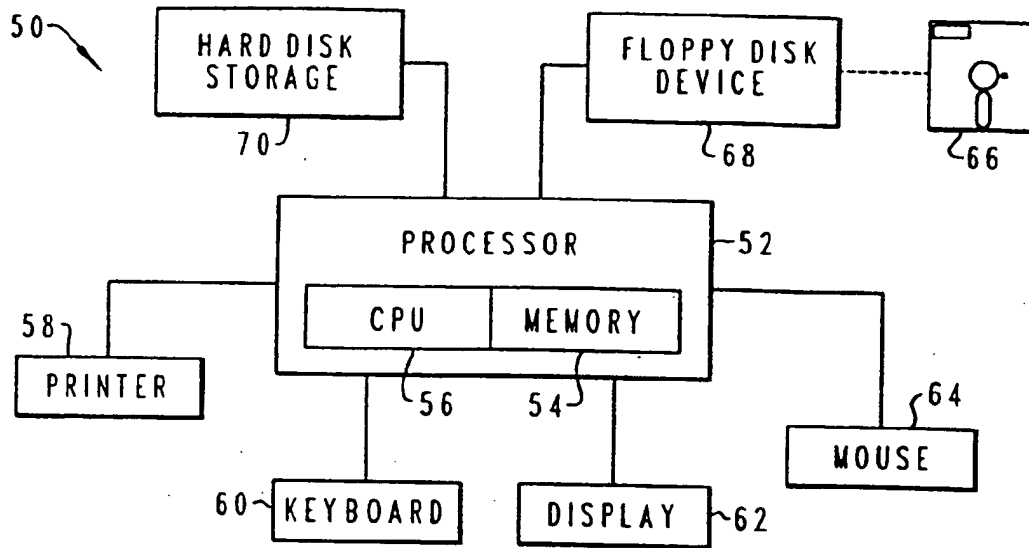 50
HARD DISK
STORAGE
70
FLOPPY DISK
DEVICE
68
66
PROCESSOR
52
CPU
MEMORY
56
54
58
PRINTER
64
MOUSE
60
KEYBOARD
DISPLAY
62